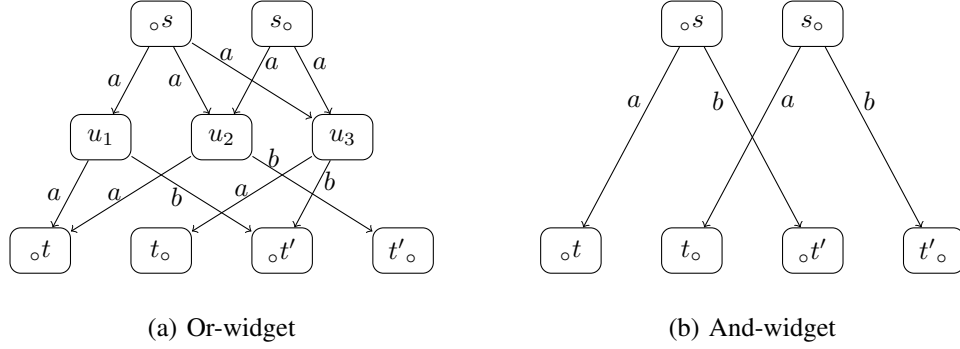 ∘s s∘ ∘s s∘
a a a a a
a b a b
u₁ u₂ u₃
a a b a b b
∘t t∘ ∘t′ t′∘ ∘t t∘ ∘t′ t′∘
(a) Or-widget (b) And-widget